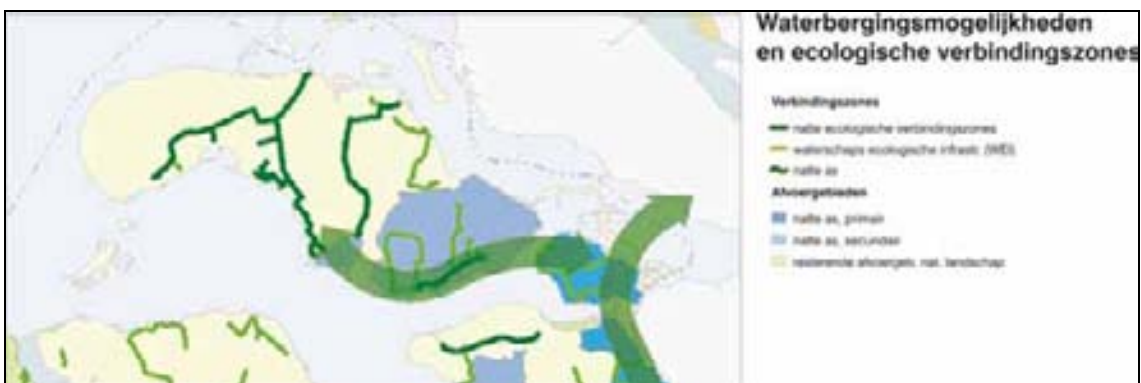 Waterbergingsmogelijkheden
en ecologische verbindingszones
Verbindingszones
natte ecologische verbindingszones
waterschaps ecologische infrastr. (WEI)
natte as
Afvoergebieden
natte as, primair
natte as, secundair
resterende afvoergeb. nat. landschap